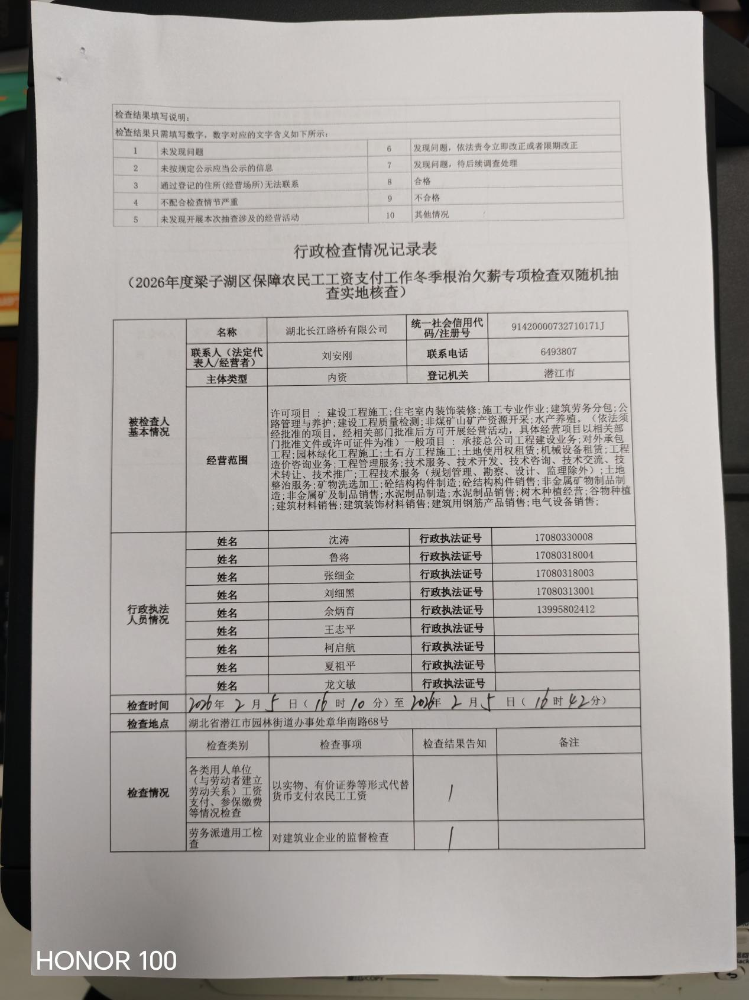 检查结果填写说明：
检查结果只需填写数字，数字对应的文字含义如下所示：
1 未发现问题 6 发现问题，依法责令立即改正或者限期改正
2 未按规定公示应当公示的信息 7 发现问题，待后续调查处理
3 通过登记的住所(经营场所)无法联系 8 合格
4 不配合检查情节严重 9 不合格
5 未发现开展本次抽查涉及的经营活动 10 其他情况
行政检查情况记录表
（2026年度梁子湖区保障农民工工资支付工作冬季根治欠薪专项检查双随机抽
查实地核查）
被检查人
基本情况
名称 湖北长江路桥有限公司 统一社会信用代
码/注册号 91420000732710171J
联系人（法定代
表人/经营者） 刘安刚 联系电话 6493807
主体类型 内资 登记机关 潜江市
经营范围
许可项目 ：建设工程施工;住宅室内装饰装修;施工专业作业;建筑劳务分包;公
路管理与养护;建设工程质量检测;非煤矿山矿产资源开采;水产养殖。（依法须
经批准的项目，经相关部门批准后方可开展经营活动，具体经营项目以相关部
门批准文件或许可证件为准）一般项目 ：承接总公司工程建设业务;对外承包
工程;园林绿化工程施工;土石方工程施工;土地使用权租赁;机械设备租赁;工程
造价咨询业务;工程管理服务;技术服务、技术开发、技术咨询、技术交流、技
术转让、技术推广;工程技术服务（规划管理、勘察、设计、监理除外）;土地
整治服务;矿物洗选加工;砼结构构件制造;砼结构构件销售;非金属矿物制品制
造;非金属矿及制品销售;水泥制品制造;水泥制品销售;树木种植经营;谷物种植
;建筑材料销售;建筑装饰材料销售;建筑用钢筋产品销售;电气设备销售;
行政执法
人员情况
姓名 沈涛 行政执法证号 17080330008
姓名 鲁将 行政执法证号 17080318004
姓名 张细金 行政执法证号 17080318003
姓名 刘细黑 行政执法证号 17080313001
姓名 余炳育 行政执法证号 13995802412
姓名 王志平 行政执法证号
姓名 柯启航 行政执法证号
姓名 夏祖平 行政执法证号
姓名 龙文敏 行政执法证号
检查时间 2026年 2 月 5 日（ 16 时 10 分）至 2026年 2 月 5 日（ 16 时 42分）
检查地点 湖北省潜江市园林街道办事处章华南路68号
检查情况
检查类别 检查事项 检查结果告知 备注
各类用人单位
（与劳动者建立
劳动关系）工资
支付、参保缴费
等情况检查
以实物、有价证券等形式代替
货币支付农民工工资
1
劳务派遣用工检
查
对建筑业企业的监督检查
1
HONOR 100